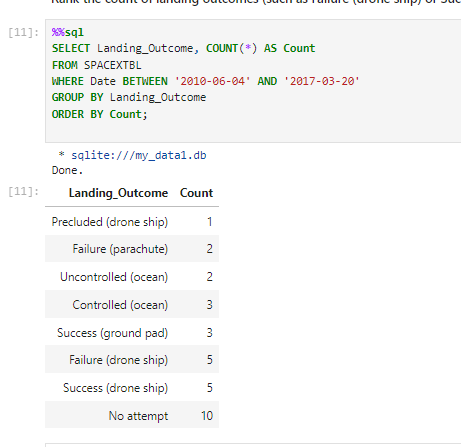 Rank the count of landing outcomes (such as Failure (drone ship) or Suc
[11]: %%sql
SELECT Landing_Outcome, COUNT(*) AS Count
FROM SPACEXTBL
WHERE Date BETWEEN '2010-06-04' AND '2017-03-20'
GROUP BY Landing_Outcome
ORDER BY Count;
* sqlite:///my_data1.db
Done.
[11]: Landing_Outcome Count
Precluded (drone ship) 1
Failure (parachute) 2
Uncontrolled (ocean) 2
Controlled (ocean) 3
Success (ground pad) 3
Failure (drone ship) 5
Success (drone ship) 5
No attempt 10